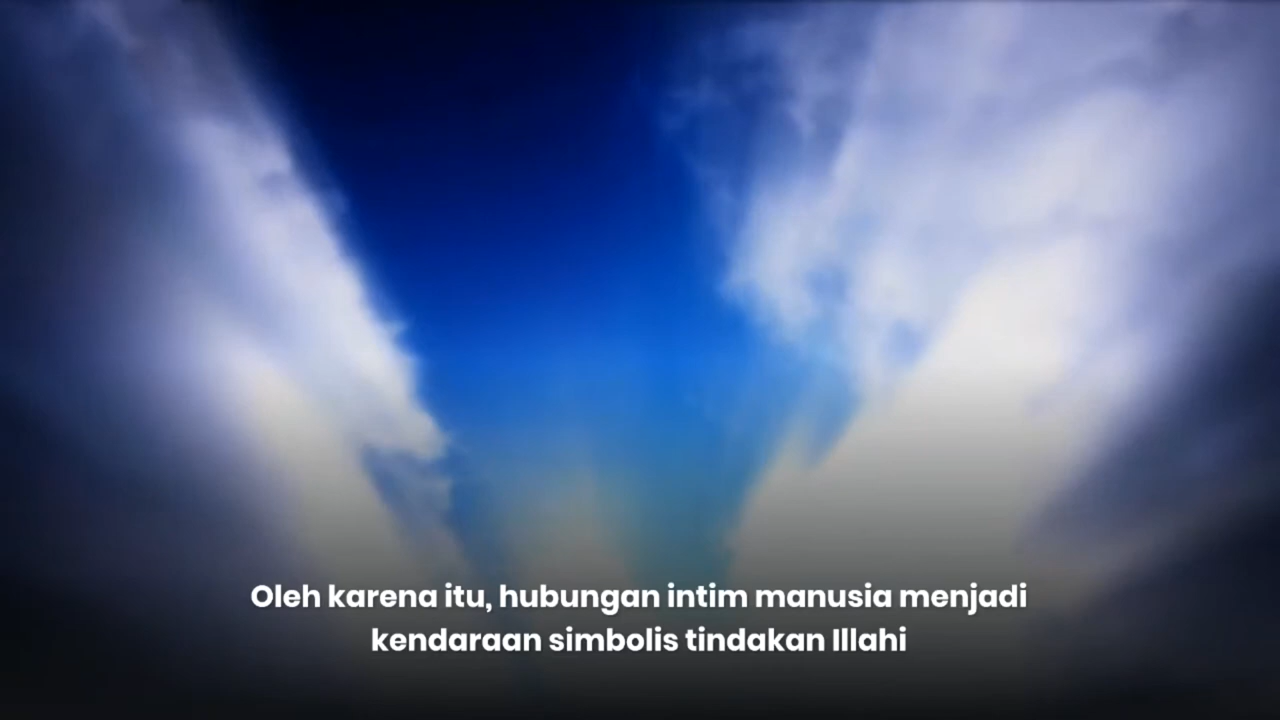 Oleh karena itu, hubungan intim manusia menjadi
kendaraan simbolis tindakan Illahi